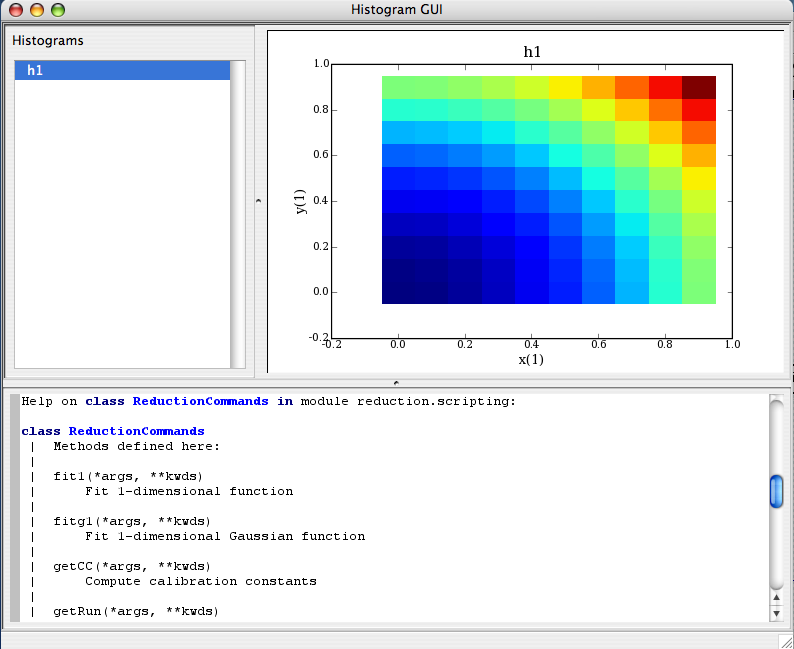 Histogram GUI
Histograms
h1
h1
1.0
0.8
0.6
0.4
0.2
0.0
-0.2
y(1)
-0.2 0.0 0.2 0.4 0.6 0.8 1.0
x(1)
Help on class ReductionCommands in module reduction.scripting:
class ReductionCommands
| Methods defined here:
|
| fit1(*args, **kwds)
| Fit 1-dimensional function
|
| fitg1(*args, **kwds)
| Fit 1-dimensional Gaussian function
|
| getCC(*args, **kwds)
| Compute calibration constants
|
| getRun(*args, **kwds)